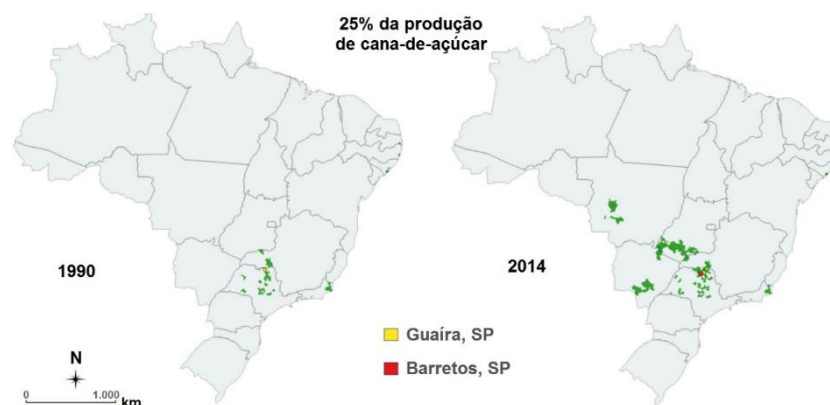 25% da produção
de cana-de-açúcar
1990
2014
Guaíra, SP
Barretos, SP
N
0 1.000 km